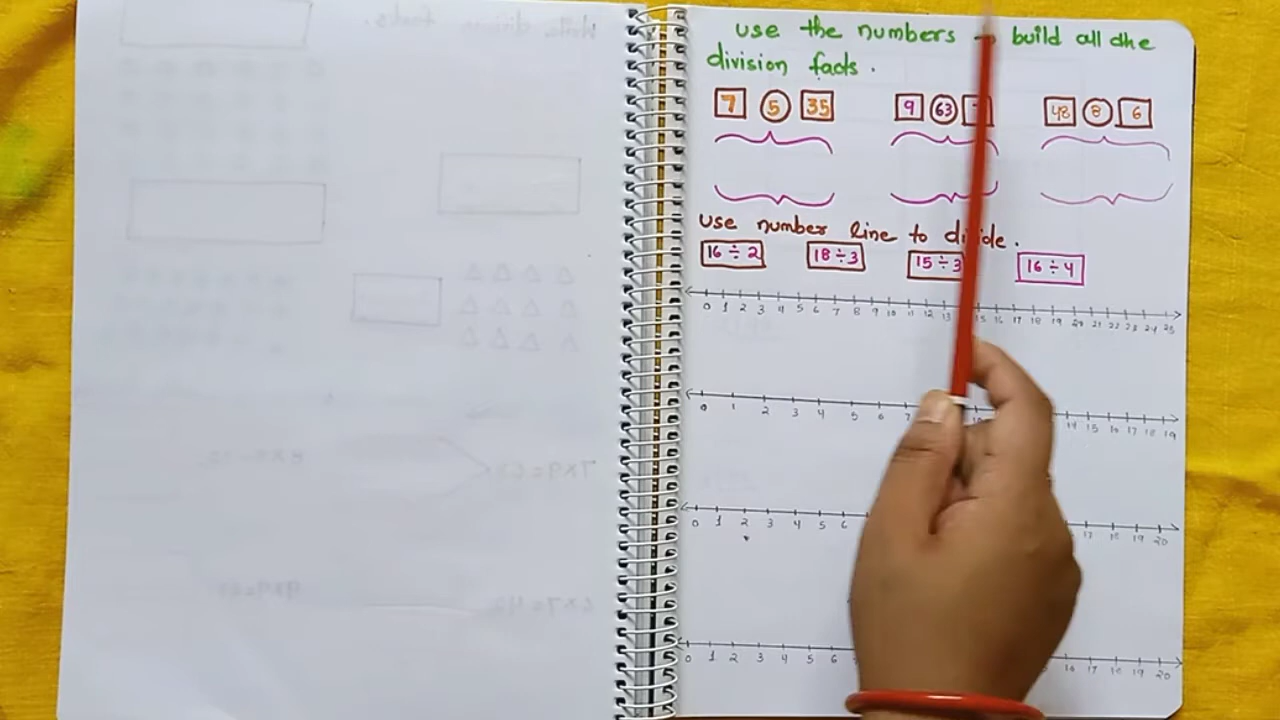 use the numbers build all dhe
division facts.
7 5 35 9 63 48 8 6
use number line to divide.
16 ÷ 2 18 ÷ 3 15 ÷ 3 16 ÷ 4
0 1 2 3 4 5 6 7 8 9 10 11 12 13 15 16 17 18 19 20 21 22 23 24 25
0 1 2 3 4 5 6 7 14 15 16 17 18 19
0 1 2 3 4 5 6 17 18 19 20
0 1 2 3 4 5 6 16 17 18 19 20